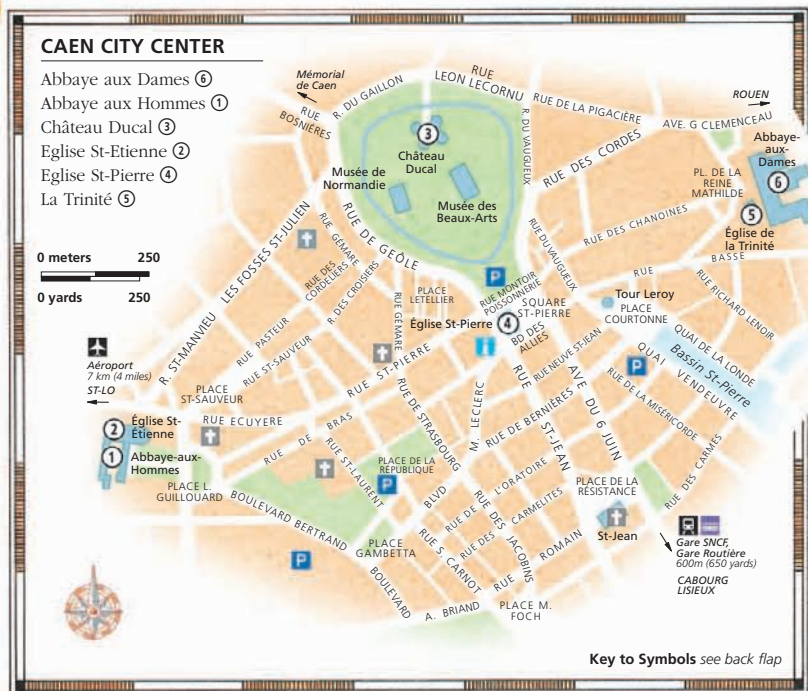 CAEN CITY CENTER
Abbaye aux Dames ⑥
Abbaye aux Hommes ①
Château Ducal ③
Eglise St-Etienne ②
Eglise St-Pierre ④
La Trinité ⑤
0 meters 250
0 yards 250
Mémorial
de Caen
RUE
BOSNIÈRES
R. DU GAILLON
RUE
LEON LECORNU
RUE DE LA PIGACIÈRE
ROUEN
AVE. G CLEMENCEAU
R. DU VAUGUEUX
RUE DES CORDES
Abbaye-
aux-
Dames
⑥
③
Château
Ducal
Musée de
Normandie
Musée des
Beaux-Arts
PL. DE LA
REINE
MATHILDE
⑤
Église de
la Trinité
RUE DES CHANOINES
RUE BASSE
RUE DU VAUGUEUX
RUE DE GEÔLE
LES FOSSES ST-JULIEN
R. ST-MANVIEU
RUE GÉMARE
RUE DES
CORDELIERS
R. DES CROISIERS
RUE GÉMARE
PLACE
LETELLIER
P
RUE MONTOIR
POISSONNERIE
SQUARE
ST-PIERRE
Tour Leroy
PLACE
COURTONNE
RUE RICHARD LENOIR
Église St-Pierre ④
i
BD DES
ALLIES
RUE PASTEUR
RUE ST-SAUVEUR
RUE ST-PIERRE
RUE NEUVE ST-JEAN
QUAI DE LA LONDE
Bassin St-Pierre
QUAI VENDEUVRE
P
Aéroport
7 km (4 miles)
ST-LO
PLACE
ST-SAUVEUR
RUE ECUYERE
RUE DE BRAS
RUE DE STRASBOURG
M. LECLERC
RUE ST-JEAN
AVE DU 6 JUIN
RUE DE LA MISÉRICORDE
RUE DE BERNIÈRES
② Église St-
Étienne
① Abbaye-aux-
Hommes
PLACE L.
GUILLOUARD
RUE ST-LAURENT
PLACE DE LA
RÉPUBLIQUE
P
BLVD
RUE DE L'ORATOIRE
RUE DES CARMELITES
RUE DES JACOBINS
PLACE DE LA
RÉSISTANCE
RUE DES CARMES
BOULEVARD BERTRAND
PLACE
GAMBETTA
RUE S. CARNOT
RUE ROMAIN
St-Jean
Gare SNCF,
Gare Routière
600m (650 yards)
CABOURG
LISIEUX
P
BOULEVARD
A. BRIAND
PLACE M.
FOCH
Key to Symbols see back flap